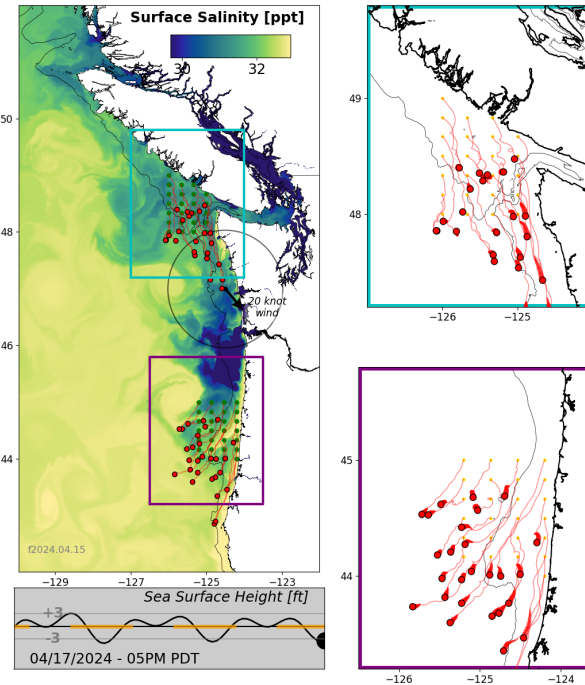 Surface Salinity [ppt]
30 32
50
48
46
44
−129 −127 −125 −123
20 knot
wind
f2024.04.15
Sea Surface Height [ft]
+3
-3
04/17/2024 - 05PM PDT
49
48
−126 −125
45
44
−126 −125 −124